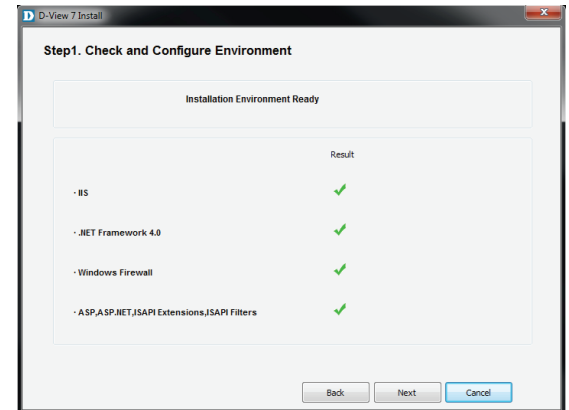 D D-View 7 Install
Step1. Check and Configure Environment
Installation Environment Ready
Result
· IIS
· .NET Framework 4.0
· Windows Firewall
· ASP,ASP.NET,ISAPI Extensions,ISAPI Filters
Back Next Cancel